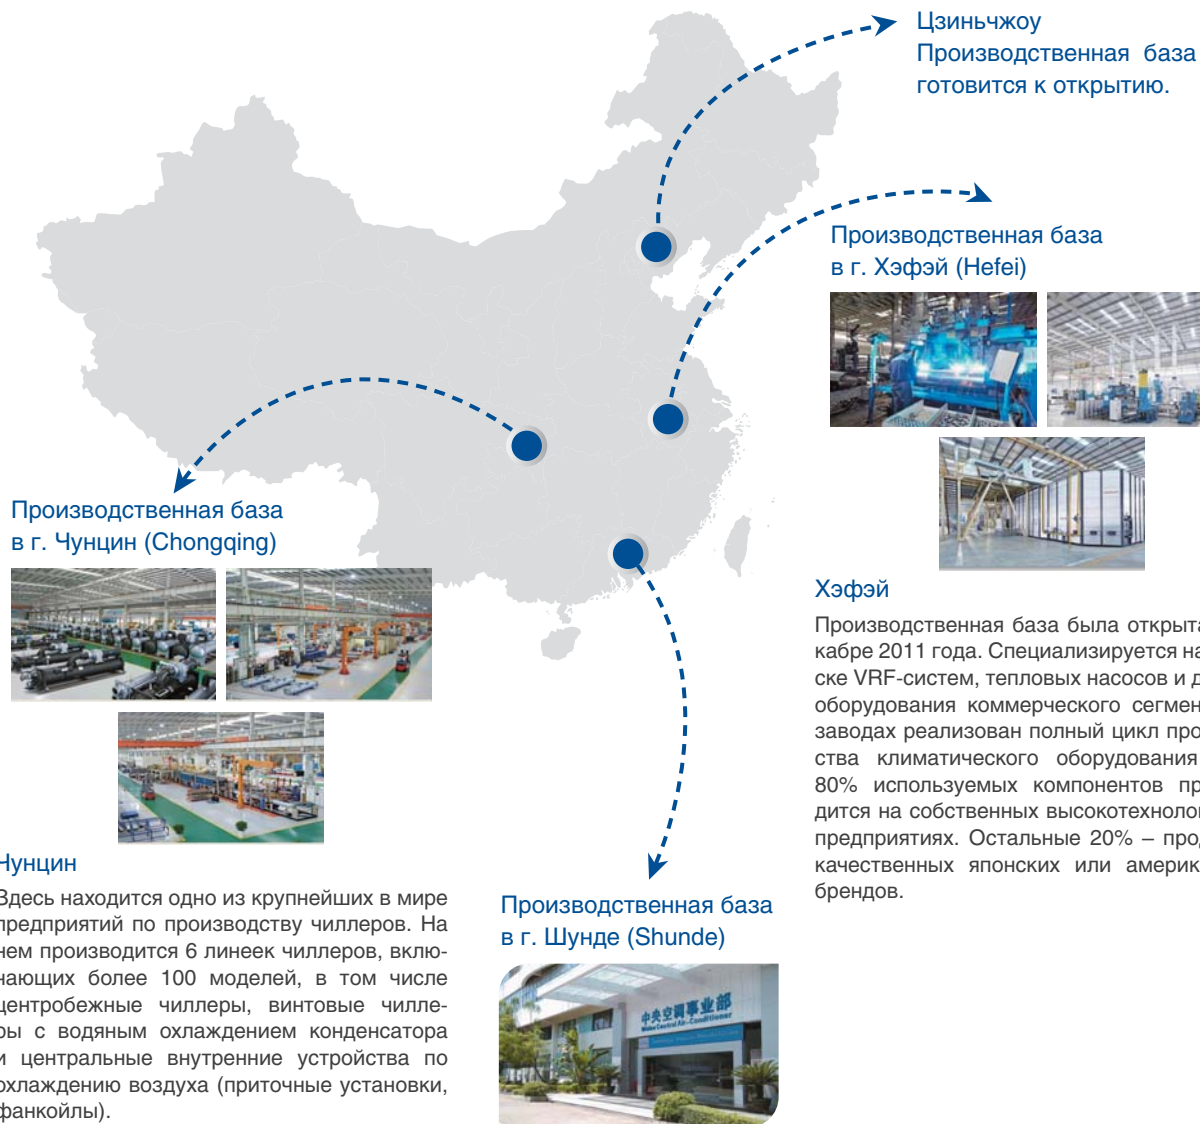 Цзиньчжоу
Производственная база
готовится к открытию.
Производственная база
в г. Хэфэй (Hefei)
Производственная база
в г. Чунцин (Chongqing)
Хэфэй
Производственная база была открыта
кабре 2011 года. Специализируется на
ске VRF-систем, тепловых насосов и д
оборудования коммерческого сегмен
заводах реализован полный цикл про
ства климатического оборудования
80% используемых компонентов пр
дится на собственных высокотехноло
предприятиях. Остальные 20% – прод
качественных японских или америк
брендов.
Чунцин
Здесь находится одно из крупнейших в мире
предприятий по производству чиллеров. На
нем производится 6 линеек чиллеров, вклю-
чающих более 100 моделей, в том числе
центробежные чиллеры, винтовые чилле-
ры с водяным охлаждением конденсатора
и центральные внутренние устройства по
охлаждению воздуха (приточные установки,
фанкойлы).
Производственная база
в г. Шунде (Shunde)
中央空调事业部
Midea Central Air-Conditioner